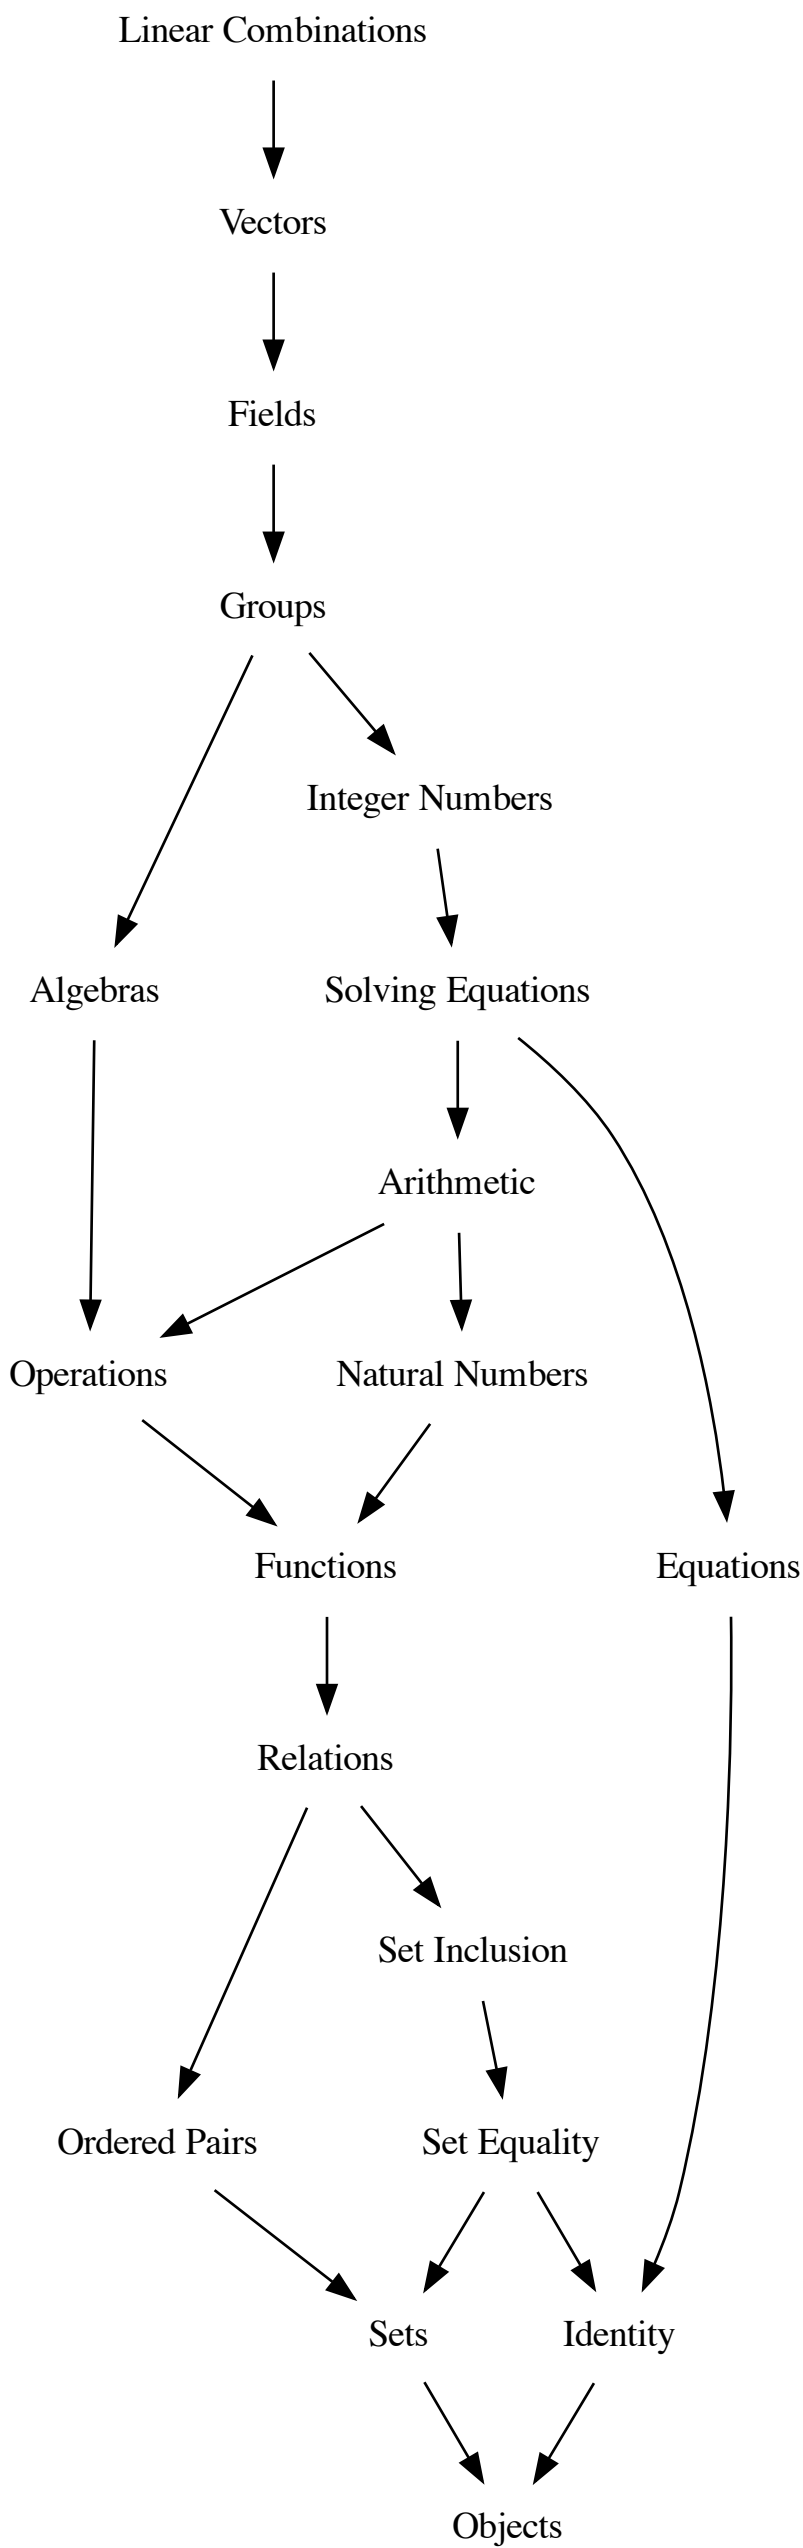 Linear Combinations
Vectors
Fields
Groups
Integer Numbers
Algebras
Solving Equations
Arithmetic
Operations
Natural Numbers
Functions
Equations
Relations
Set Inclusion
Ordered Pairs
Set Equality
Sets
Identity
Objects